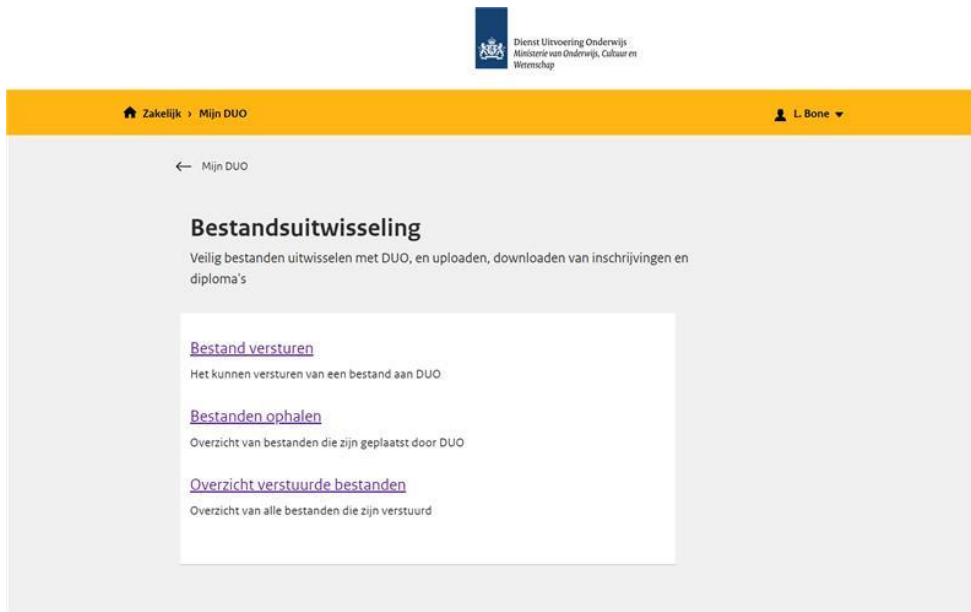 Dienst Uitvoering Onderwijs
Ministerie van Onderwijs, Cultuur en
Wetenschap
Zakelijk › Mijn DUO
L. Bone
← Mijn DUO
Bestandsuitwisseling
Veilig bestanden uitwisselen met DUO, en uploaden, downloaden van inschrijvingen en
diploma's
Bestand versturen
Het kunnen versturen van een bestand aan DUO
Bestanden ophalen
Overzicht van bestanden die zijn geplaatst door DUO
Overzicht verstuurde bestanden
Overzicht van alle bestanden die zijn verstuurd